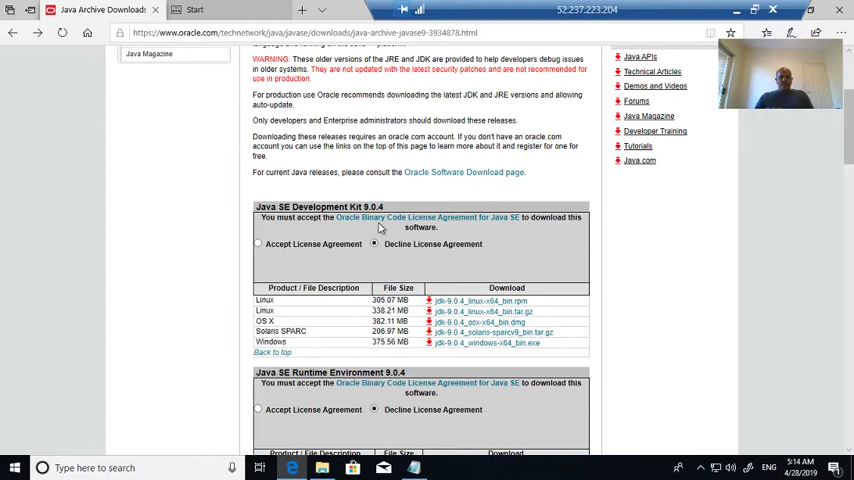 Java Archive Downloads
Start
52.237.223.204
https://www.oracle.com/technetwork/java/javase/downloads/java-archive-javase9-3934878.html
Java Magazine
WARNING: These older versions of the JRE and JDK are provided to help developers debug issues
in older systems. They are not updated with the latest security patches and are not recommended
for use in production.
For production use Oracle recommends downloading the latest JDK and JRE versions and allowing
auto-update.
Only developers and Enterprise administrators should download these releases.
Downloading these releases requires an oracle.com account. If you don't have an oracle.com
account you can use the links on the top of this page to learn more about it and register for one for
free.
For current Java releases, please consult the Oracle Software Download page.
Java APIs
Technical Articles
Demos and Videos
Forums
Java Magazine
Developer Training
Tutorials
Java.com
Java SE Development Kit 9.0.4
You must accept the Oracle Binary Code License Agreement for Java SE to download this
software.
Accept License Agreement Decline License Agreement
Product / File Description File Size Download
Linux 305.07 MB jdk-9.0.4_linux-x64_bin.rpm
Linux 338.21 MB jdk-9.0.4_linux-x64_bin.tar.gz
OS X 382.11 MB jdk-9.0.4_osx-x64_bin.dmg
Solaris SPARC 206.97 MB jdk-9.0.4_solaris-sparcv9_bin.tar.gz
Windows 375.56 MB jdk-9.0.4_windows-x64_bin.exe
Back to top
Java SE Runtime Environment 9.0.4
You must accept the Oracle Binary Code License Agreement for Java SE to download this
software.
Accept License Agreement Decline License Agreement
Product / File Description File Size Download
Type here to search
ENG
5:14 AM
4/28/2019